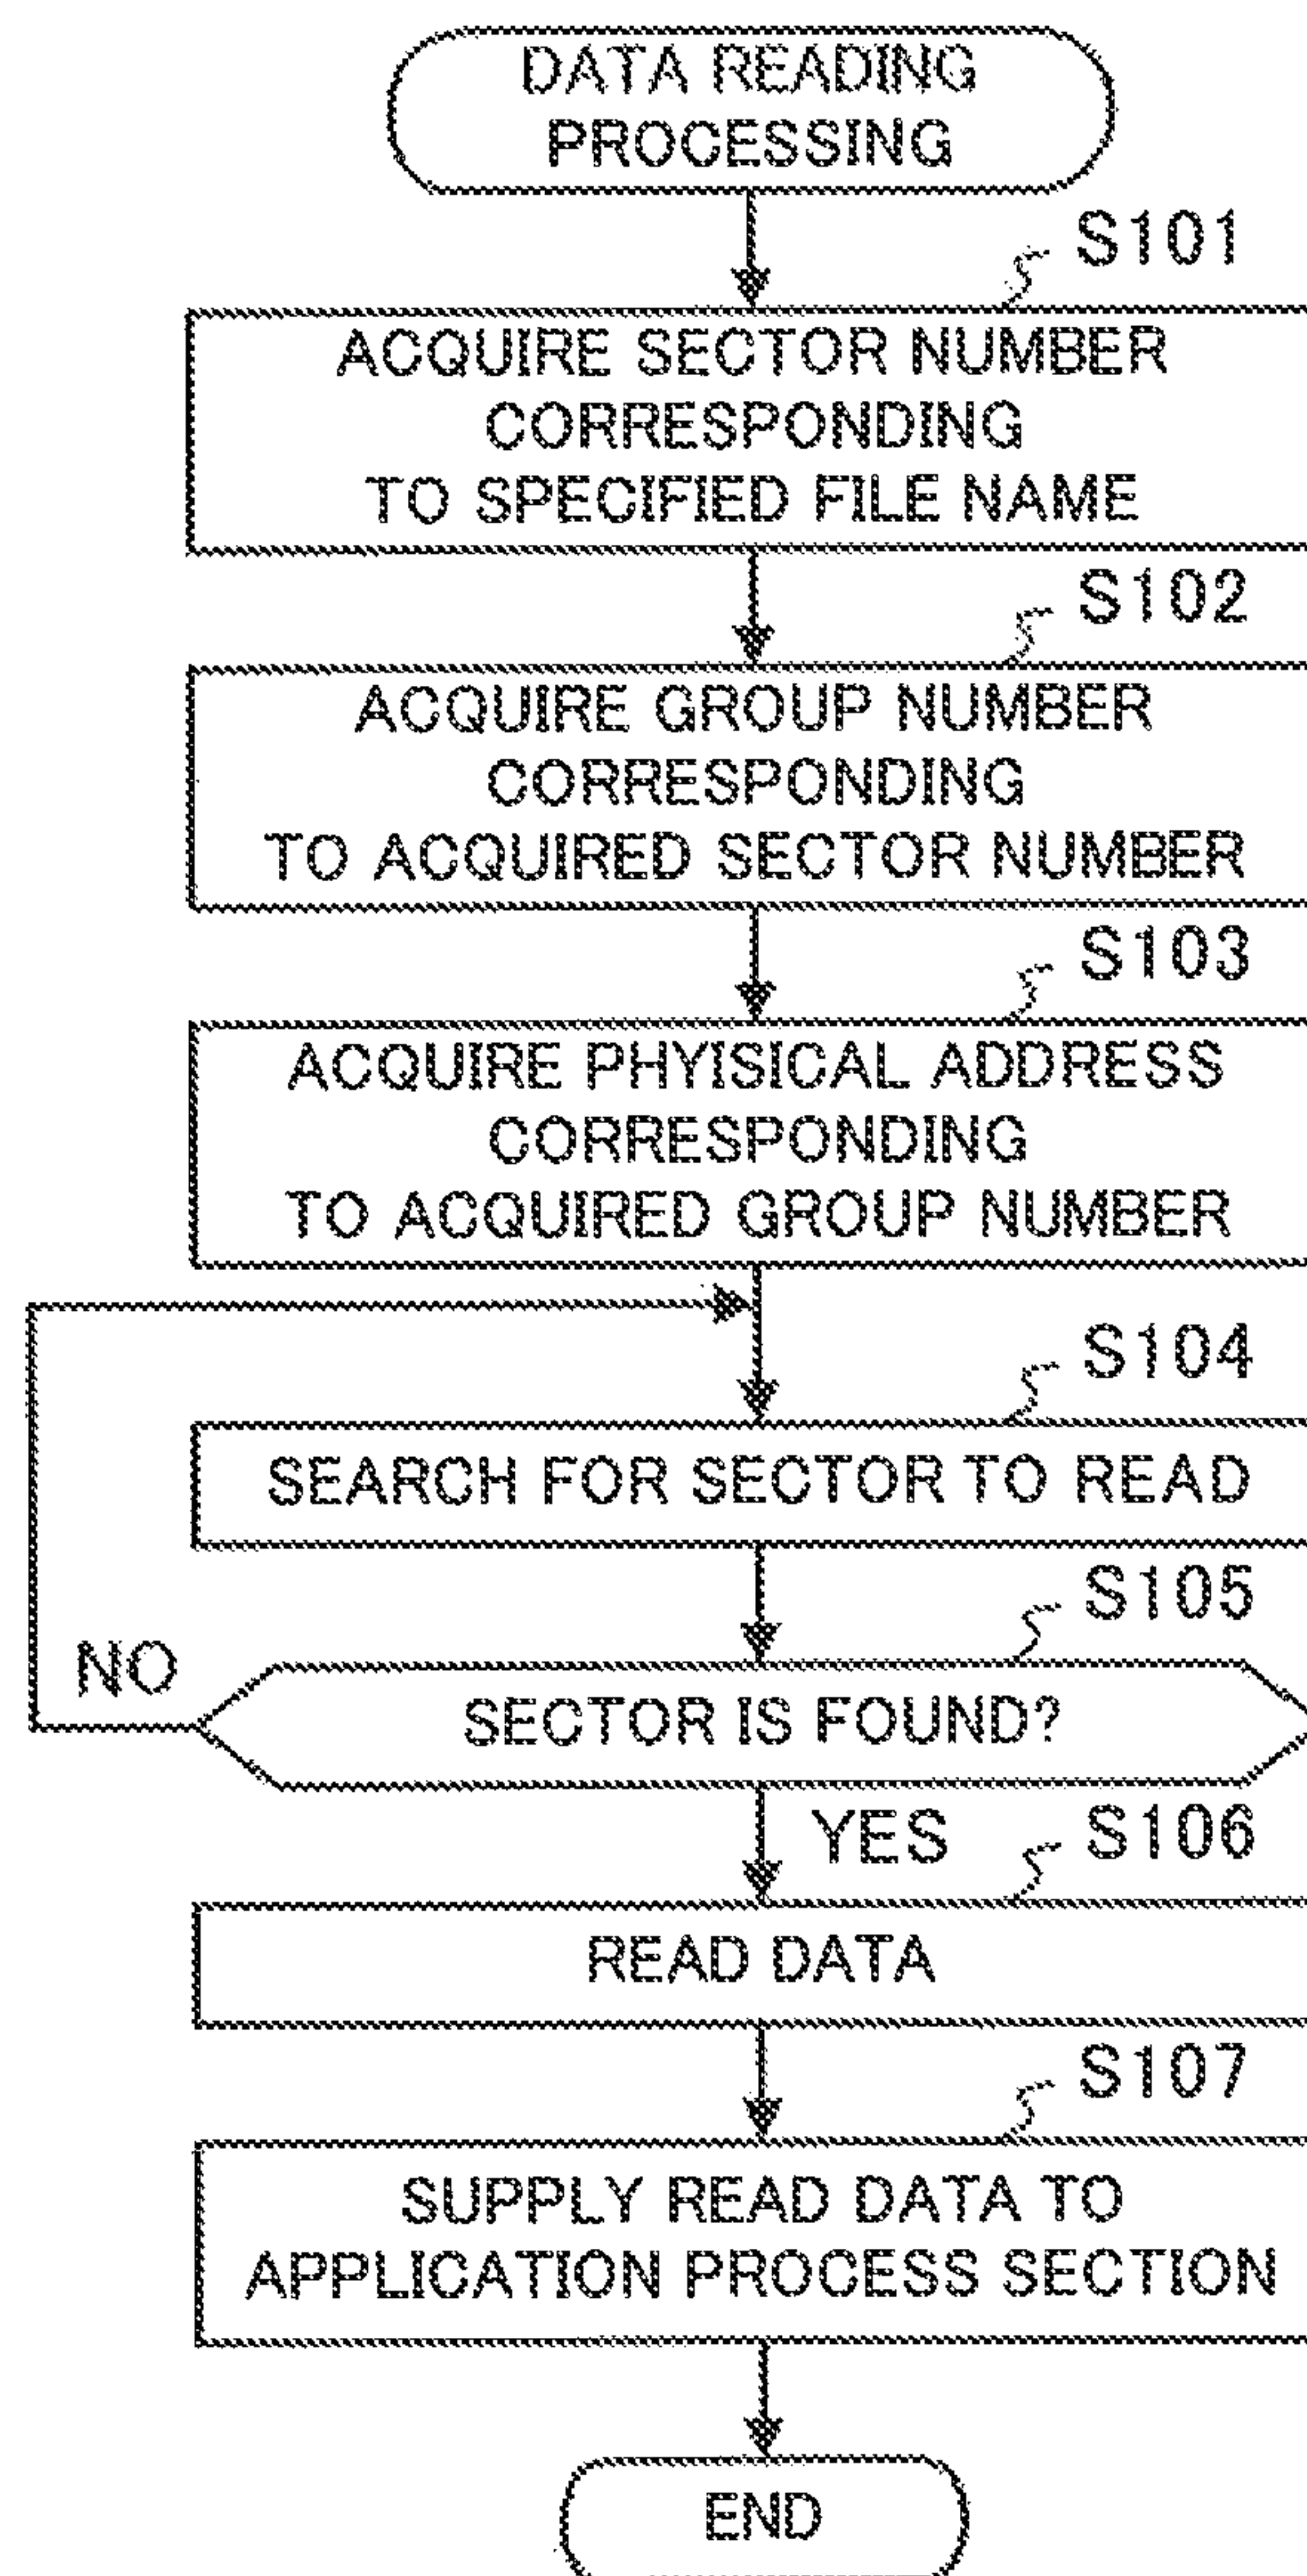 DATA READING
PROCESSING
S101
ACQUIRE SECTOR NUMBER
CORRESPONDING
TO SPECIFIED FILE NAME
S102
ACQUIRE GROUP NUMBER
CORRESPONDING
TO ACQUIRED SECTOR NUMBER
S103
ACQUIRE PHYISICAL ADDRESS
CORRESPONDING
TO ACQUIRED GROUP NUMBER
S104
SEARCH FOR SECTOR TO READ
S105
NO
SECTOR IS FOUND?
YES
S106
READ DATA
S107
SUPPLY READ DATA TO
APPLICATION PROCESS SECTION
END